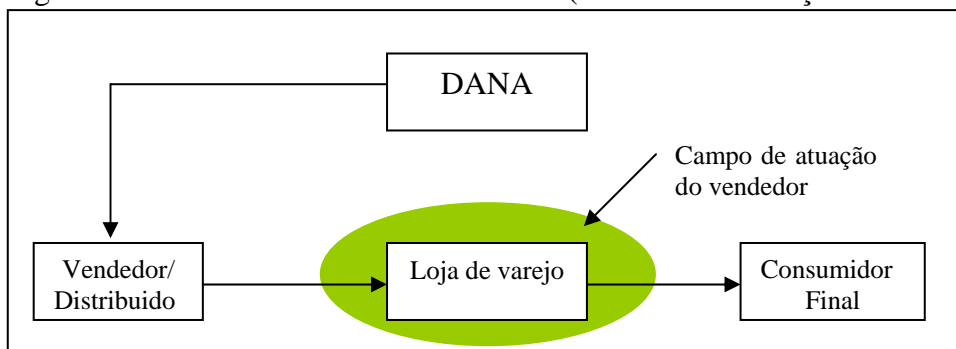 DANA
Campo de atuação
do vendedor
Vendedor/
Distribuido
Loja de varejo
Consumidor
Final